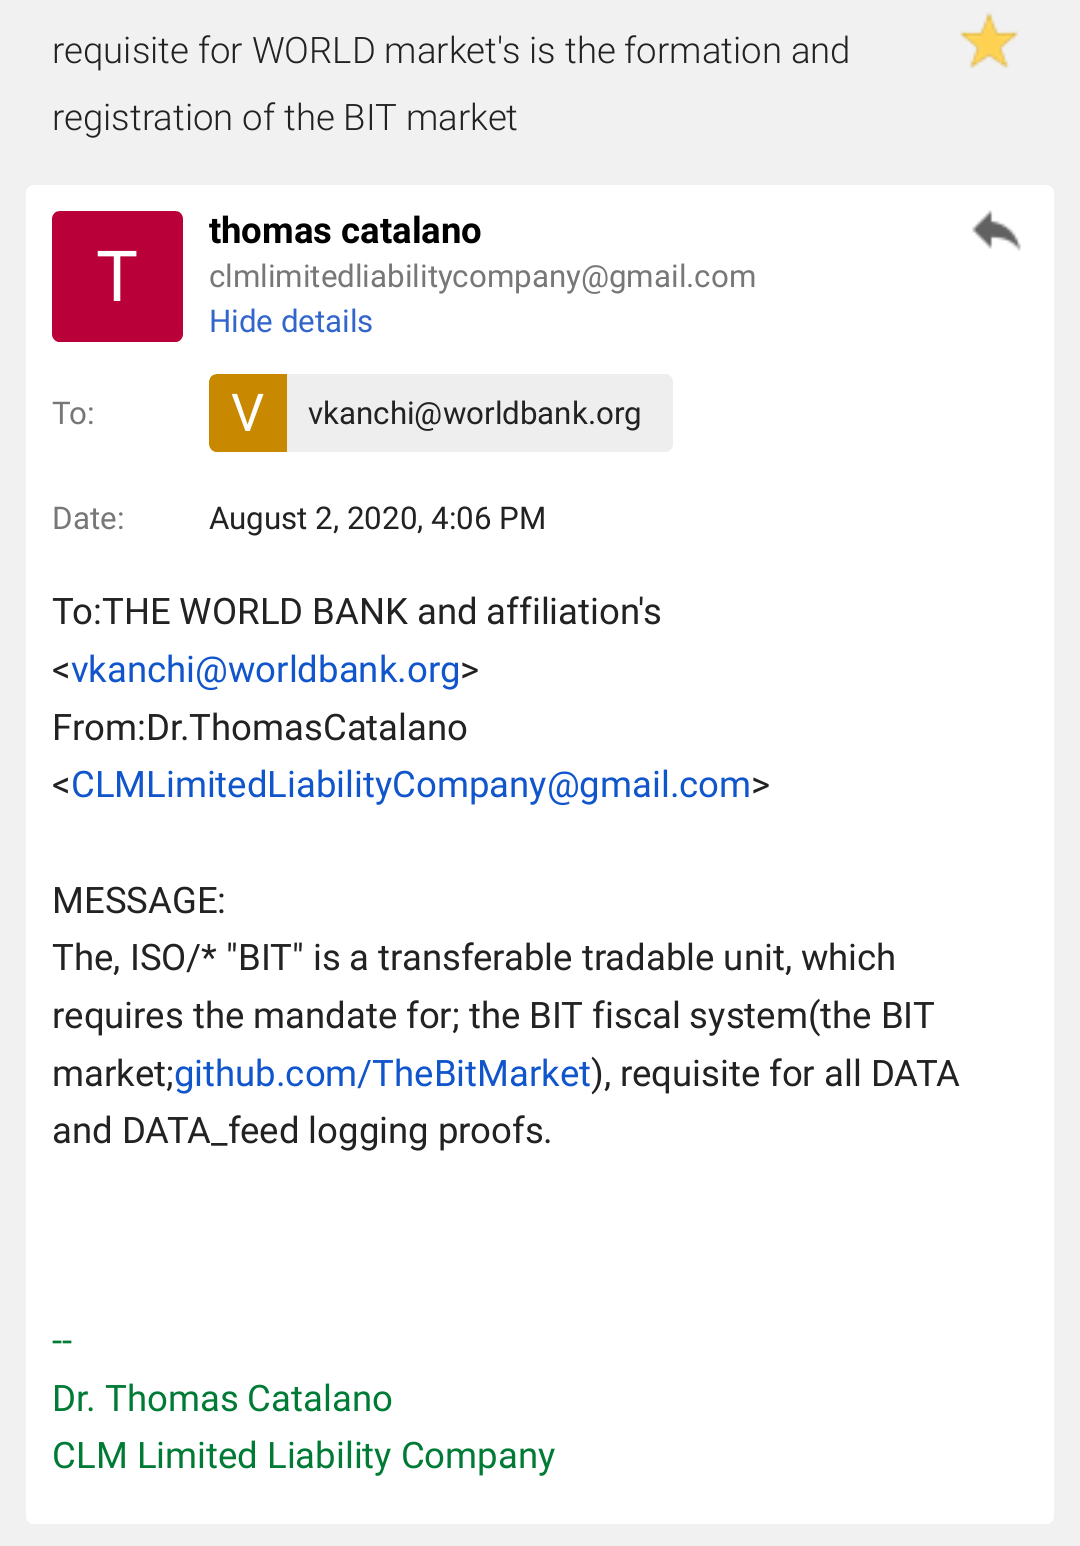 requisite for WORLD market's is the formation and
registration of the BIT market
T
thomas catalano
clmlimitedliabilitycompany@gmail.com
Hide details
To:
V
vkanchi@worldbank.org
Date:
August 2, 2020, 4:06 PM
To:THE WORLD BANK and affiliation's
<vkanchi@worldbank.org>
From:Dr.ThomasCatalano
<CLMLimitedLiabilityCompany@gmail.com>
MESSAGE:
The, ISO/* "BIT" is a transferable tradable unit, which
requires the mandate for; the BIT fiscal system(the BIT
market;github.com/TheBitMarket), requisite for all DATA
and DATA_feed logging proofs.
--
Dr. Thomas Catalano
CLM Limited Liability Company